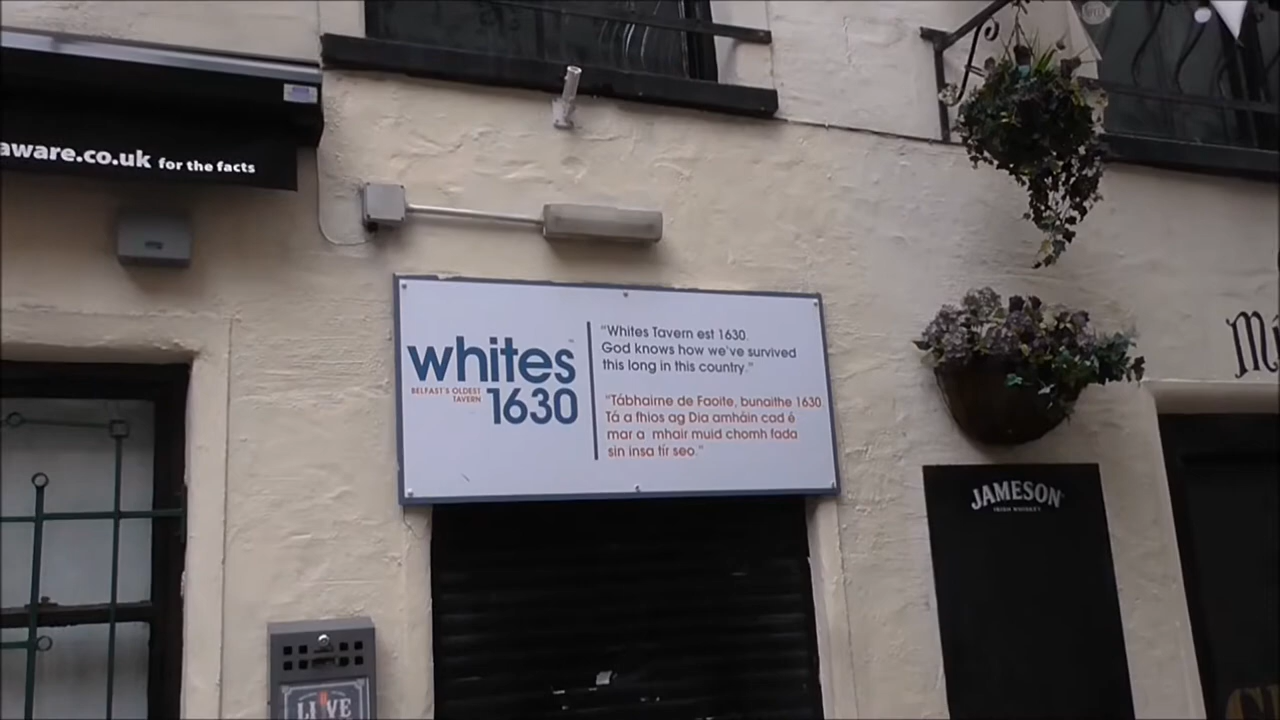 aware.co.uk for the facts
whites
BELFAST'S OLDEST
TAVERN
1630
"Whites Tavern est 1630.
God knows how we've survived
this long in this country."
"Tábhairne de Faoite, bunaithe 1630.
Tá a fhios ag Dia amháin cad é
mar a mhair muid chomh fada
sin insa tír seo."
JAMESON
IRISH WHISKEY
LIVE